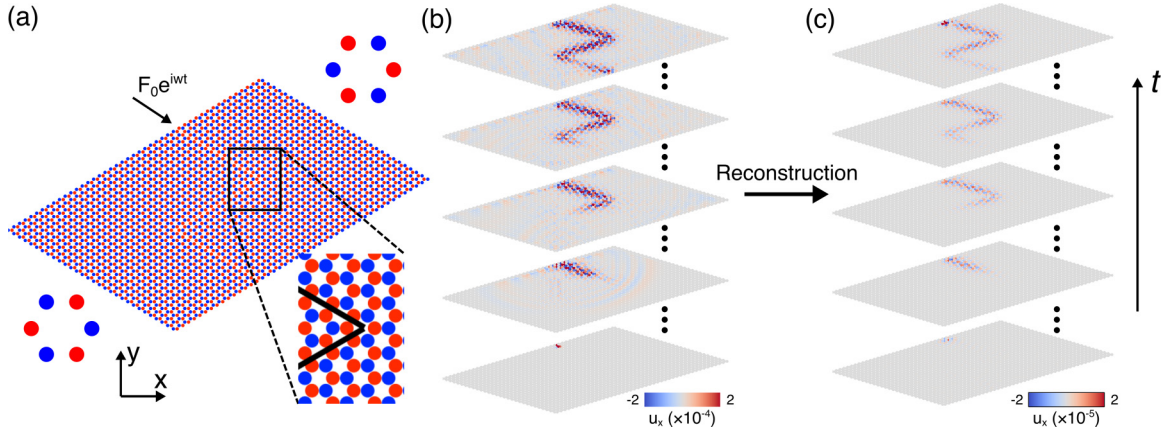 (a)
F₀eⁱʷᵗ
y
x
(b)
-2 2
uₓ (×10⁻⁴)
Reconstruction
(c)
t
-2 2
uₓ (×10⁻⁵)